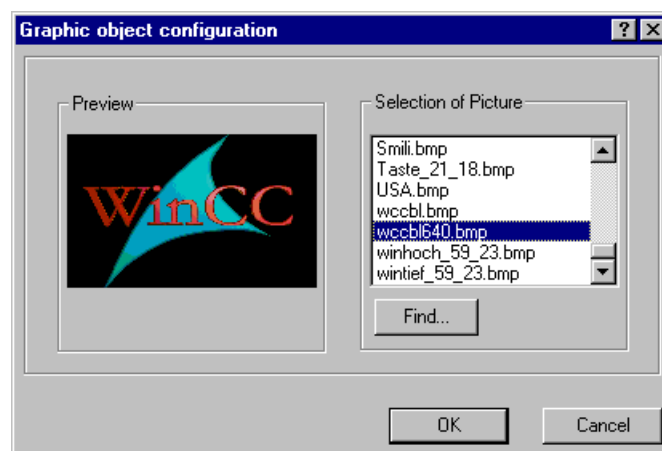 Graphic object configuration
Preview
WinCC
Selection of Picture
Smili.bmp
Taste_21_18.bmp
USA.bmp
wccbl.bmp
wccbl640.bmp
winhoch_59_23.bmp
wintief_59_23.bmp
Find...
OK
Cancel